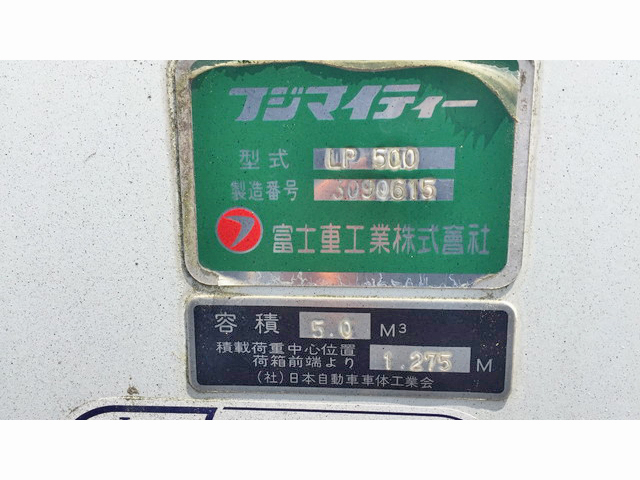 フジマイティー
型式 LP 500
製造番号 3090615
富士重工業株式會社
容積 5.0 M³
積載荷重中心位置
荷箱前端より 1.275 M
(社)日本自動車車体工業会